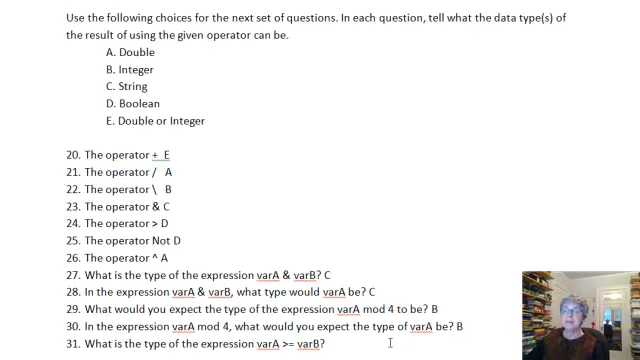 Use the following choices for the next set of questions. In each question, tell what the data type(s) of
the result of using the given operator can be.
A. Double
B. Integer
C. String
D. Boolean
E. Double or Integer
20. The operator + E
21. The operator / A
22. The operator \ B
23. The operator & C
24. The operator > D
25. The operator Not D
26. The operator ^ A
27. What is the type of the expression varA & varB? C
28. In the expression varA & varB, what type would varA be? C
29. What would you expect the type of the expression varA mod 4 to be? B
30. In the expression varA mod 4, what would you expect the type of varA be? B
31. What is the type of the expression varA >= varB?